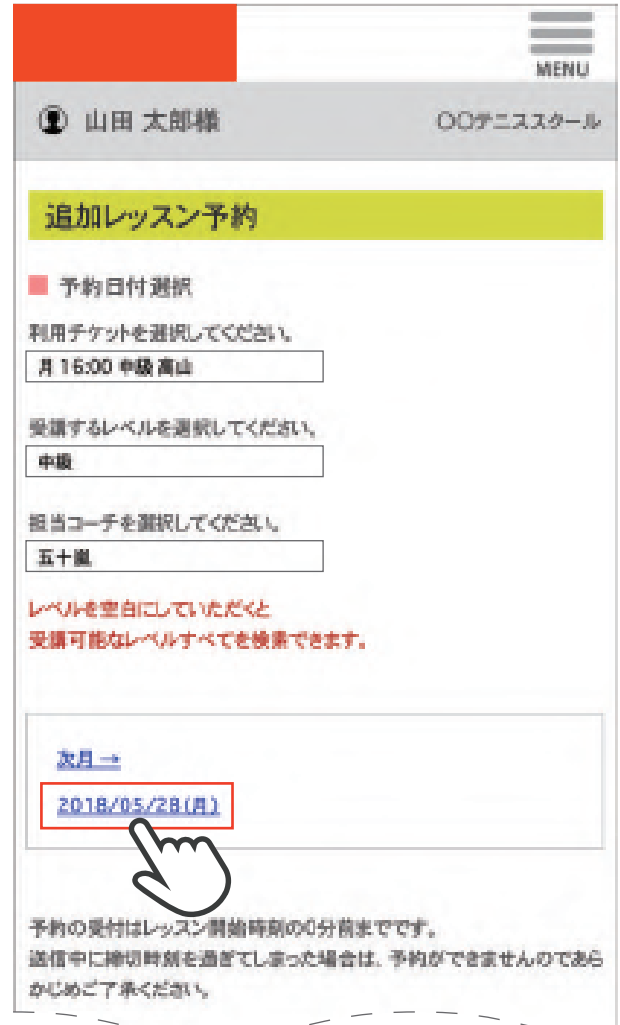 MENU
山田 太郎様
〇〇テニススクール
追加レッスン予約
予約日付選択
利用チケットを選択してください。
月 16:00 中級 高山
受講するレベルを選択してください。
中級
担当コーチを選択してください。
五十嵐
レベルを空白にしていただくと
受講可能なレベルすべてを検索できます。
次月 →
2018/05/28(月)
予約の受付はレッスン開始時刻の0分前までです。
送信中に締切時刻を過ぎてしまった場合は、予約ができませんのであら
かじめご了承ください。